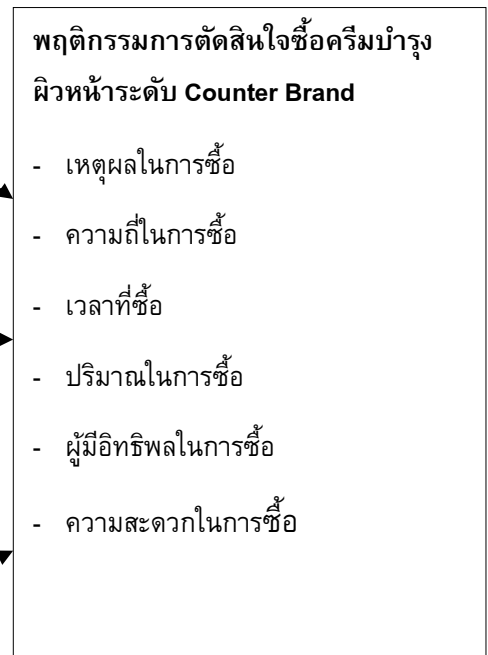 พฤติกรรมการตัดสินใจซื้อครีมบำรุง
ผิวหน้าระดับ Counter Brand
- เหตุผลในการซื้อ
- ความถี่ในการซื้อ
- เวลาที่ซื้อ
- ปริมาณในการซื้อ
- ผู้มีอิทธิพลในการซื้อ
- ความสะดวกในการซื้อ